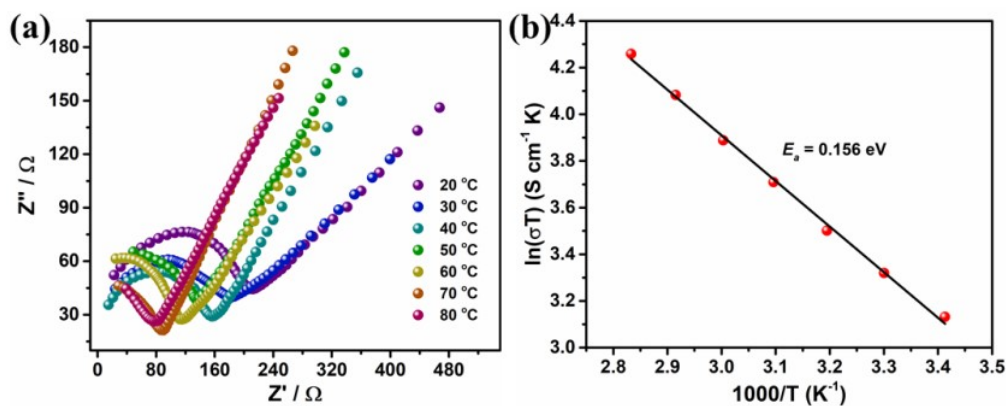 (a)
180
150
120
90
60
30
Z'' / Ω
0 80 160 240 320 400 480
Z' / Ω
20 °C
30 °C
40 °C
50 °C
60 °C
70 °C
80 °C
(b)
4.4
4.2
4.0
3.8
3.6
3.4
3.2
3.0
ln(σT) (S cm⁻¹ K)
Eₐ = 0.156 eV
2.8 2.9 3.0 3.1 3.2 3.3 3.4 3.5
1000/T (K⁻¹)